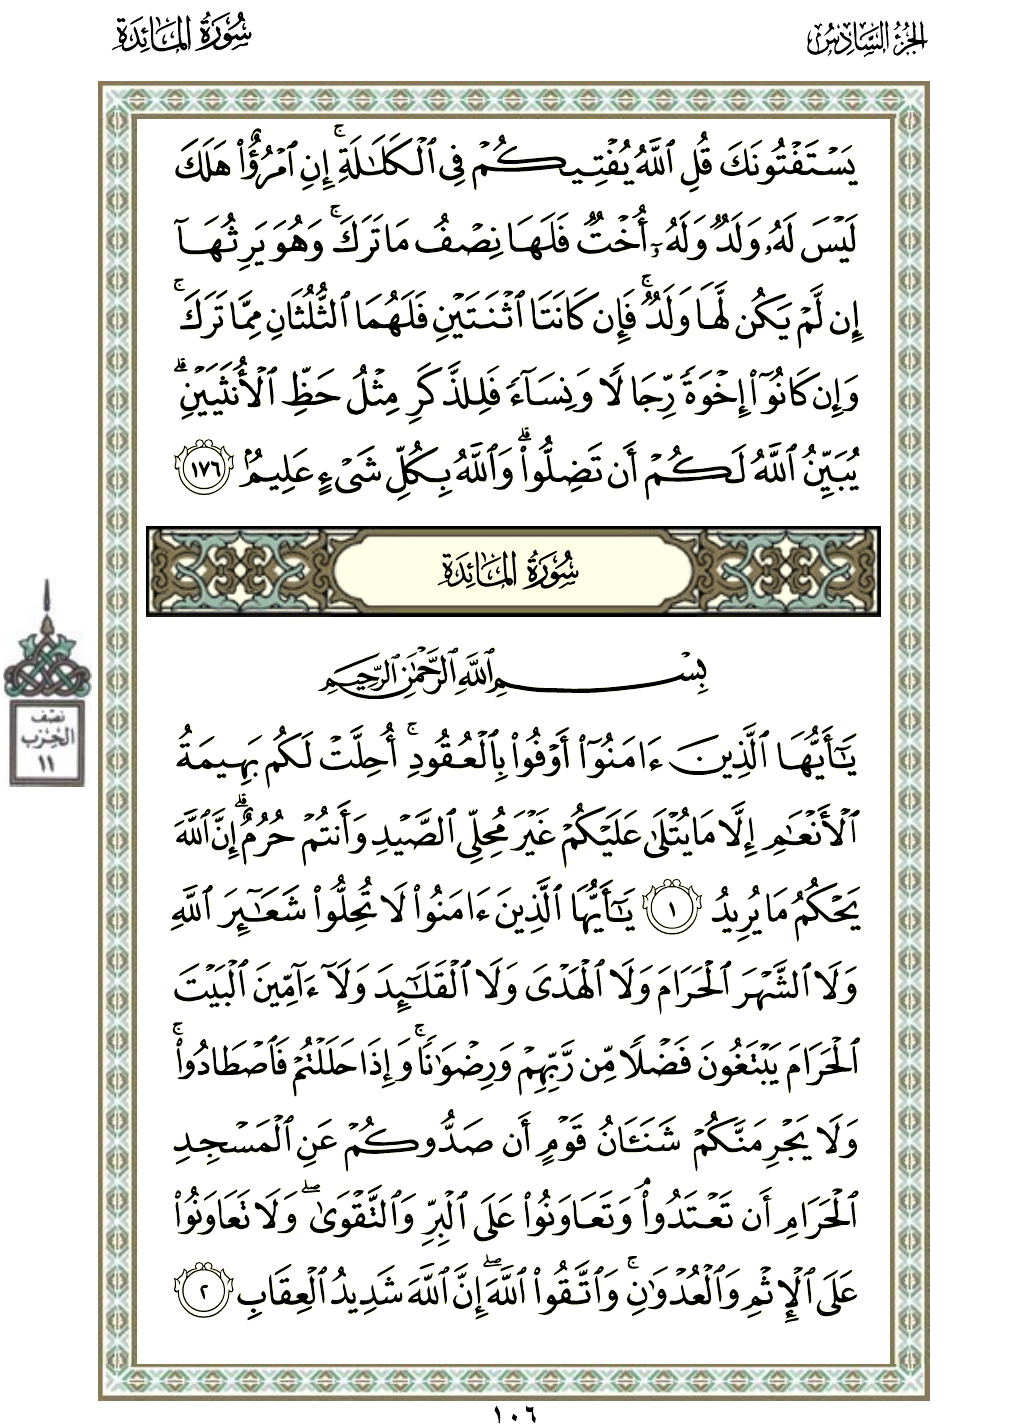 الجزء السادس
سورة المائدة
يَسْتَفْتُونَكَ قُلِ ٱللَّهُ يُفْتِيكُمْ فِى ٱلْكَلَـٰلَةِ ۚ إِنِ ٱمْرُؤٌا۟ هَلَكَ
لَيْسَ لَهُۥ وَلَدٌ وَلَهُۥٓ أُخْتٌ فَلَهَا نِصْفُ مَا تَرَكَ ۚ وَهُوَ يَرِثُهَآ
إِن لَّمْ يَكُن لَّهَا وَلَدٌ ۚ فَإِن كَانَتَا ٱثْنَتَيْنِ فَلَهُمَا ٱلثُّلُثَانِ مِمَّا تَرَكَ ۚ
وَإِن كَانُوٓا۟ إِخْوَةً رِّجَالًا وَنِسَآءً فَلِلذَّكَرِ مِثْلُ حَظِّ ٱلْأُنثَيَيْنِ ۗ
يُبَيِّنُ ٱللَّهُ لَكُمْ أَن تَضِلُّوا۟ ۗ وَٱللَّهُ بِكُلِّ شَىْءٍ عَلِيمٌۢ ١٧٦
سُورَةُ المَائِدَةِ
بِسْمِ ٱللَّهِ ٱلرَّحْمَـٰنِ ٱلرَّحِيمِ
يَـٰٓأَيُّهَا ٱلَّذِينَ ءَامَنُوٓا۟ أَوْفُوا۟ بِٱلْعُقُودِ ۚ أُحِلَّتْ لَكُم بَهِيمَةُ
ٱلْأَنْعَـٰمِ إِلَّا مَا يُتْلَىٰ عَلَيْكُمْ غَيْرَ مُحِلِّى ٱلصَّيْدِ وَأَنتُمْ حُرُمٌ ۗ إِنَّ ٱللَّهَ
يَحْكُمُ مَا يُرِيدُ ١ يَـٰٓأَيُّهَا ٱلَّذِينَ ءَامَنُوا۟ لَا تُحِلُّوا۟ شَعَـٰٓئِرَ ٱللَّهِ
وَلَا ٱلشَّهْرَ ٱلْحَرَامَ وَلَا ٱلْهَدْىَ وَلَا ٱلْقَلَـٰٓئِدَ وَلَآ ءَآمِّينَ ٱلْبَيْتَ
ٱلْحَرَامَ يَبْتَغُونَ فَضْلًا مِّن رَّبِّهِمْ وَرِضْوَٰنًا ۚ وَإِذَا حَلَلْتُمْ فَٱصْطَادُوا۟ ۚ
وَلَا يَجْرِمَنَّكُمْ شَنَـَٔانُ قَوْمٍ أَن صَدُّوكُمْ عَنِ ٱلْمَسْجِدِ
ٱلْحَرَامِ أَن تَعْتَدُوا۟ ۘ وَتَعَاوَنُوا۟ عَلَى ٱلْبِرِّ وَٱلتَّقْوَىٰ ۖ وَلَا تَعَاوَنُوا۟
عَلَى ٱلْإِثْمِ وَٱلْعُدْوَٰنِ ۚ وَٱتَّقُوا۟ ٱللَّهَ ۖ إِنَّ ٱللَّهَ شَدِيدُ ٱلْعِقَابِ ٢
نصف
الحزب
١١
١٠٦